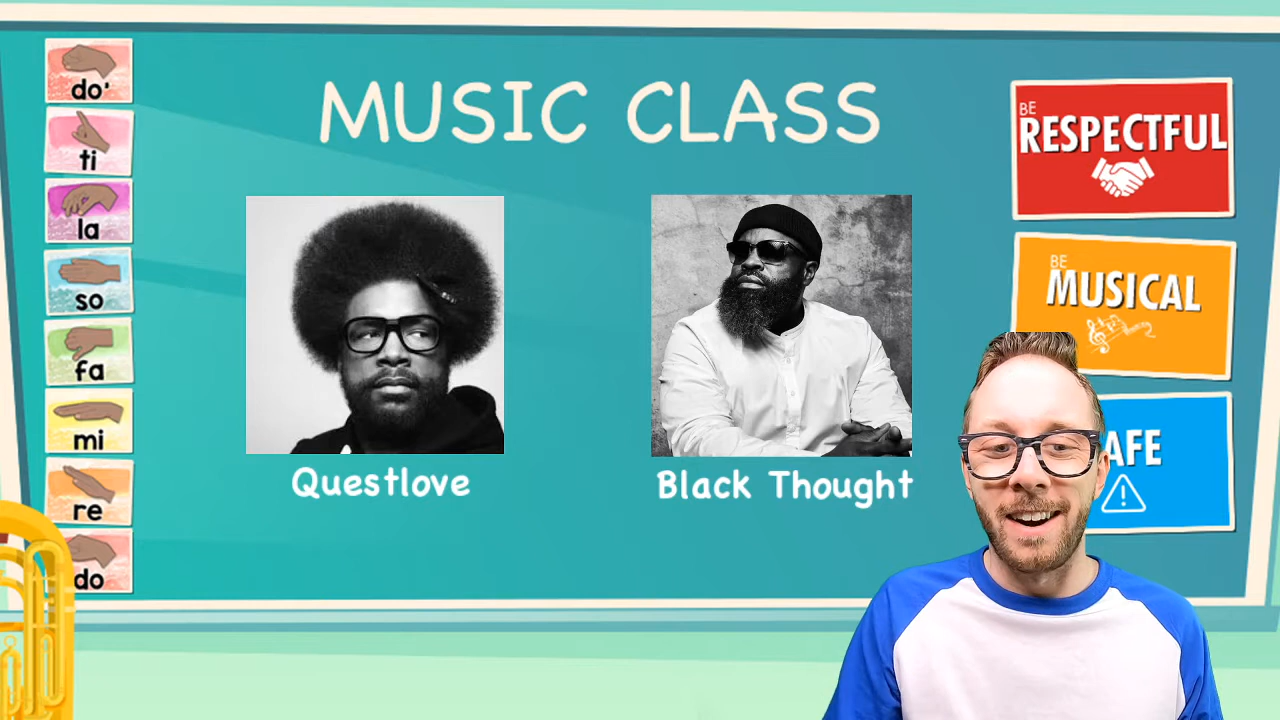 MUSIC CLASS
do'
ti
la
so
fa
mi
re
do
Questlove
Black Thought
BE
RESPECTFUL
BE
MUSICAL
AFE